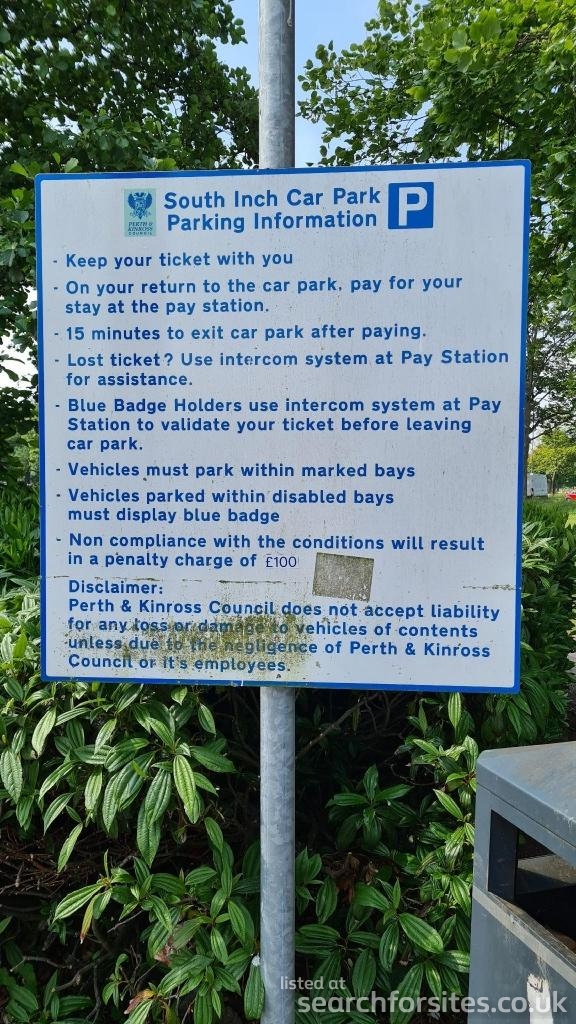 South Inch Car Park P
Parking Information
PERTH &
KINROSS
COUNCIL
- Keep your ticket with you
- On your return to the car park, pay for your
stay at the pay station.
- 15 minutes to exit car park after paying.
- Lost ticket? Use intercom system at Pay Station
for assistance.
- Blue Badge Holders use intercom system at Pay
Station to validate your ticket before leaving
car park.
- Vehicles must park within marked bays
- Vehicles parked within disabled bays
must display blue badge
- Non compliance with the conditions will result
in a penalty charge of £100
Disclaimer:
Perth & Kinross Council does not accept liability
for any loss or damage to vehicles of contents
unless due to the negligence of Perth & Kinross
Council or it's employees.
listed at
searchforsites.co.uk